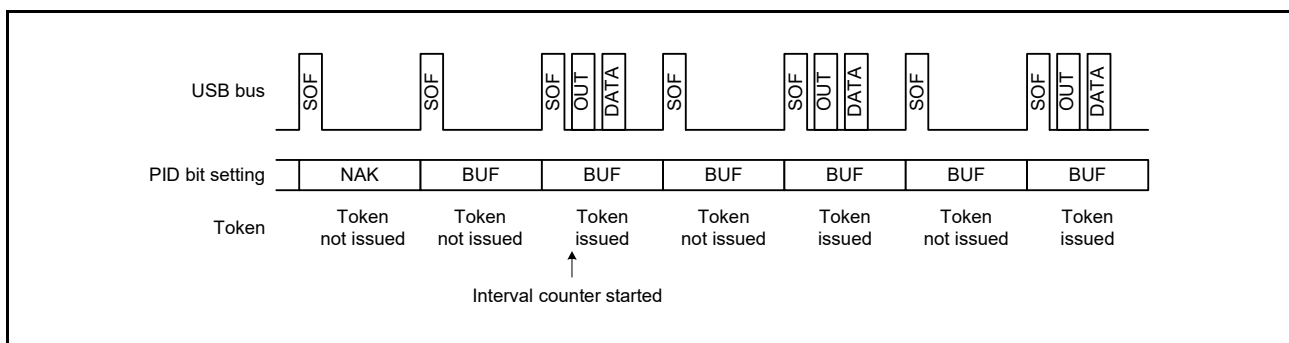 USB bus
SOF
SOF
SOF
OUT
DATA
SOF
SOF
OUT
DATA
SOF
SOF
OUT
DATA
PID bit setting
NAK
BUF
BUF
BUF
BUF
BUF
BUF
Token
Token
not issued
Token
not issued
Token
issued
Token
not issued
Token
issued
Token
not issued
Token
issued
Interval counter started